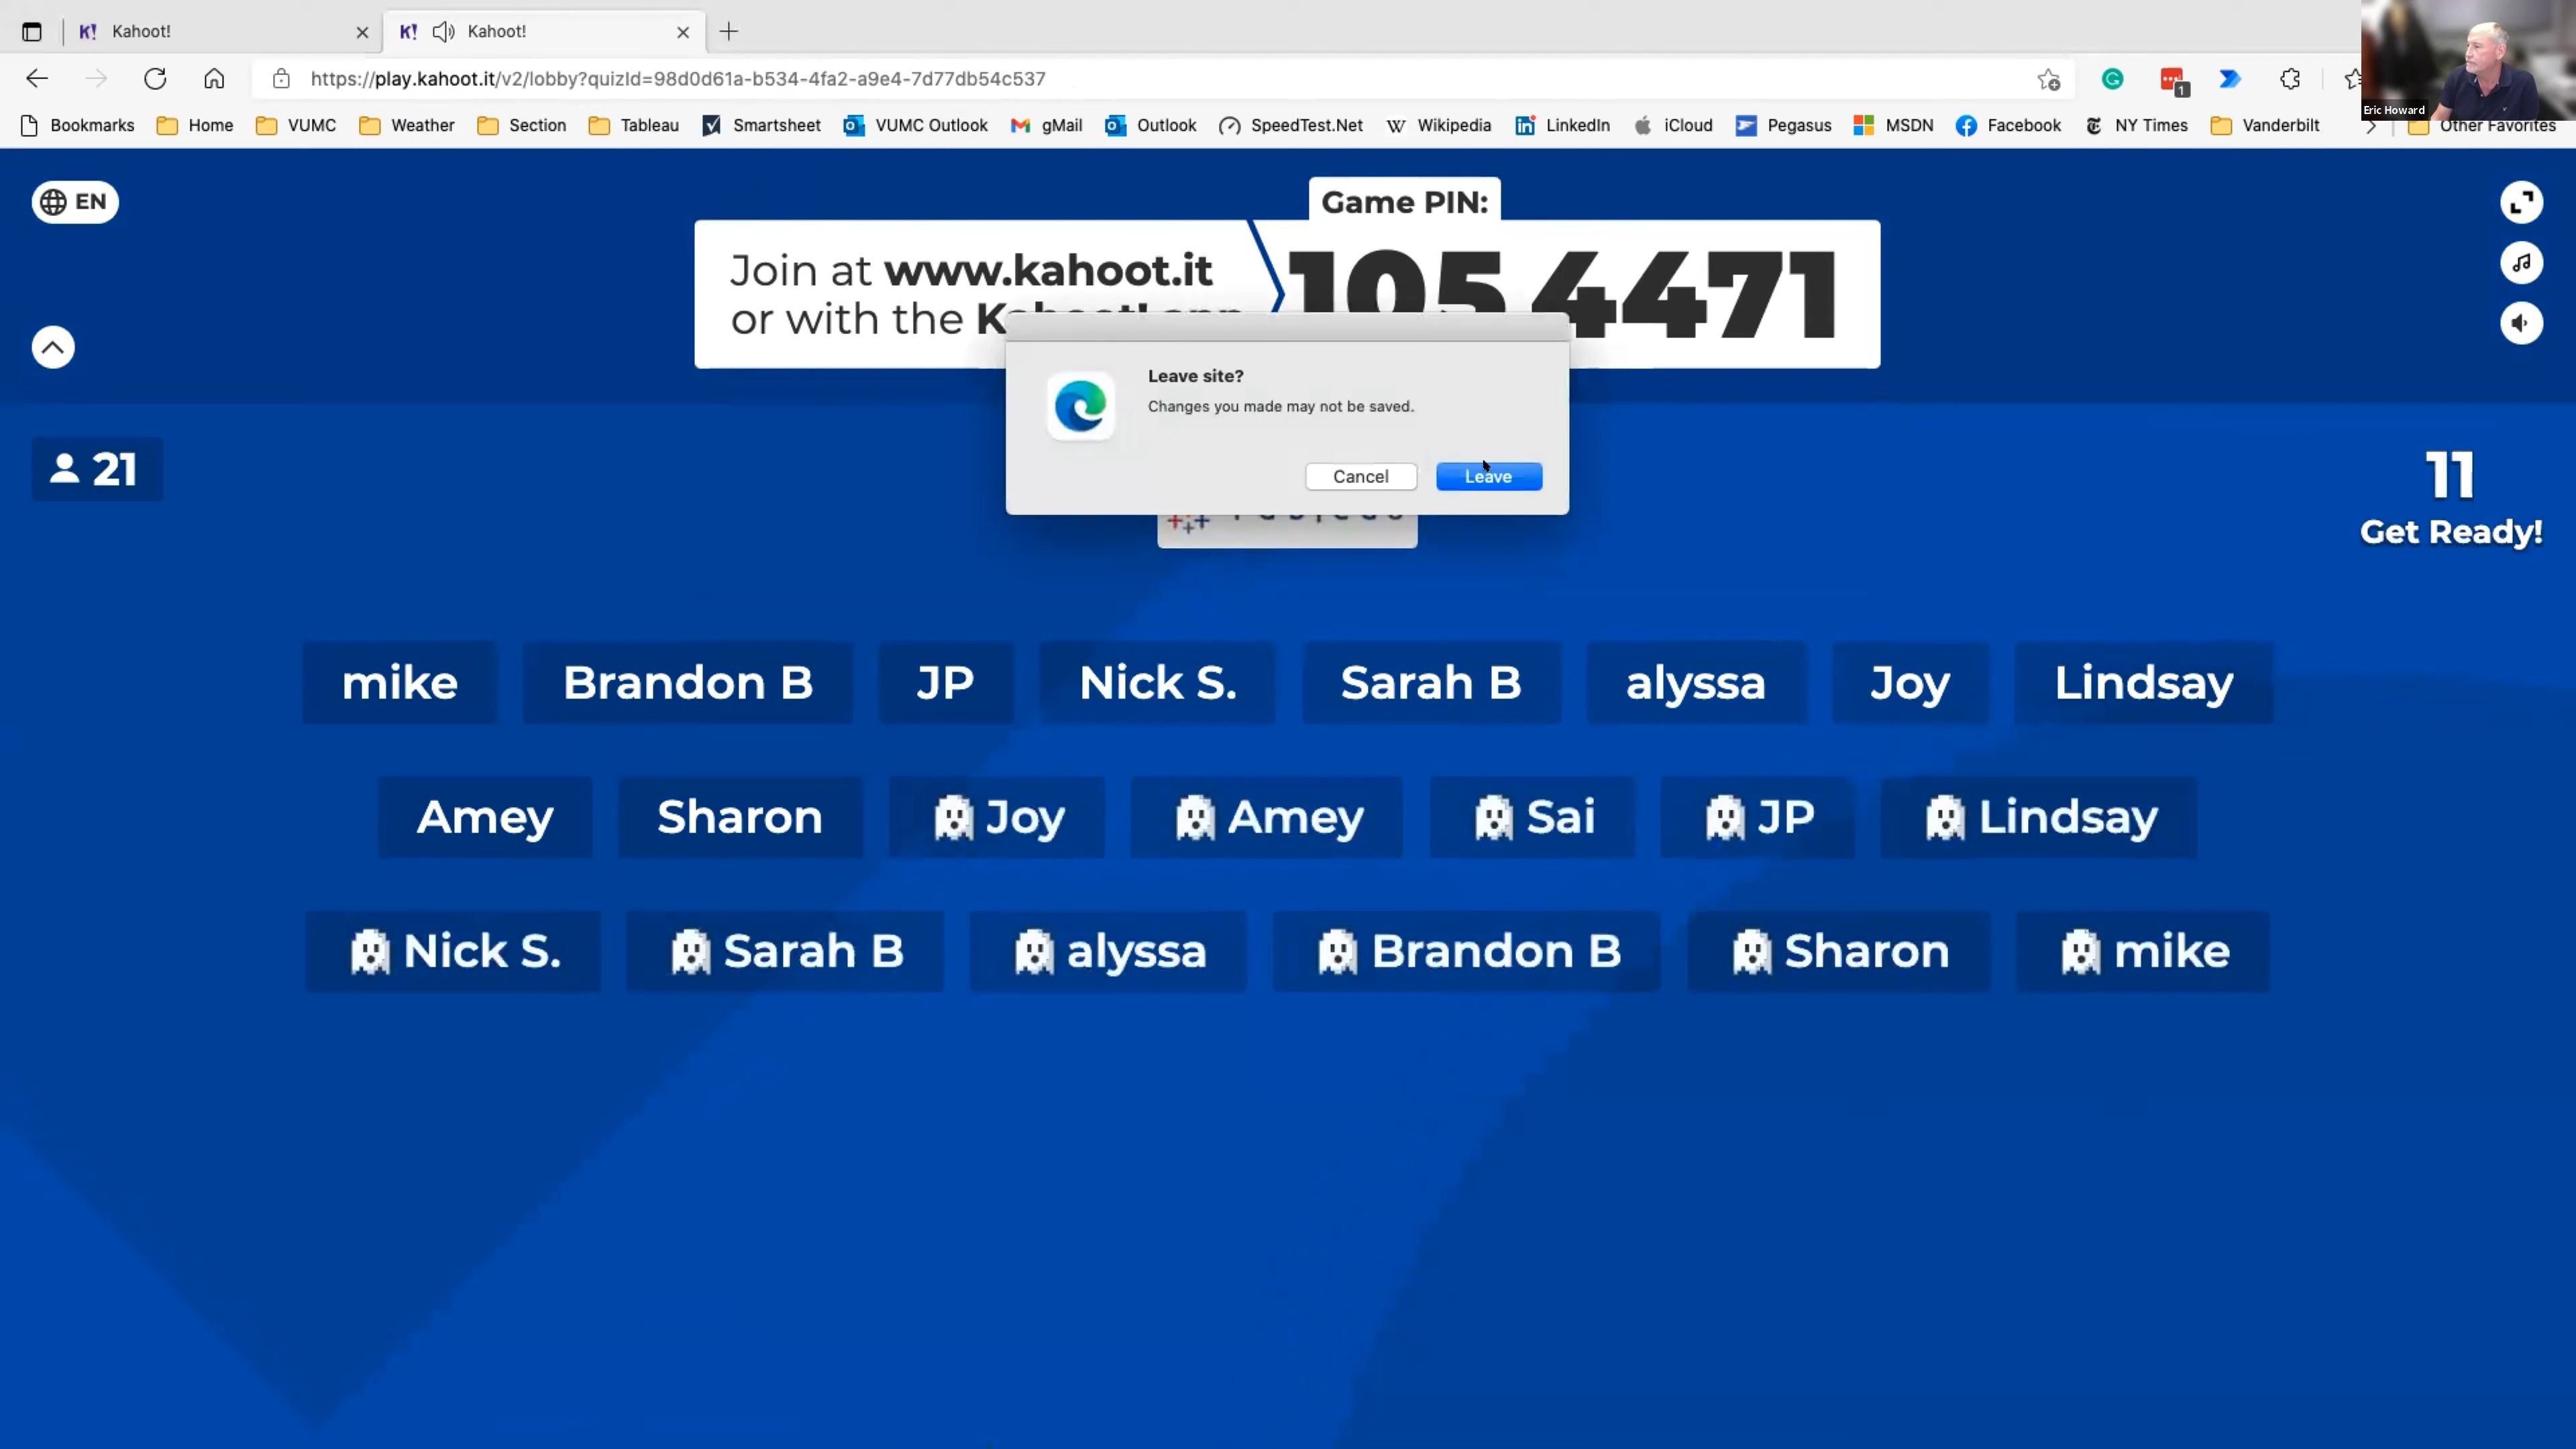 Kahoot!
Kahoot!
https://play.kahoot.it/v2/lobby?quizId=98d0d61a-b534-4fa2-a9e4-7d77db54c537
1
Eric Howard
Bookmarks Home VUMC Weather Section Tableau Smartsheet VUMC Outlook gMail Outlook SpeedTest.Net Wikipedia LinkedIn iCloud Pegasus MSDN Facebook NY Times Vanderbilt Other Favorites
EN
Game PIN:
Join at www.kahoot.it
or with the Kahoot! app
105 4471
Leave site?
Changes you made may not be saved.
Cancel Leave
21
11
Get Ready!
mike Brandon B JP Nick S. Sarah B alyssa Joy Lindsay
Amey Sharon Joy Amey Sai JP Lindsay
Nick S. Sarah B alyssa Brandon B Sharon mike